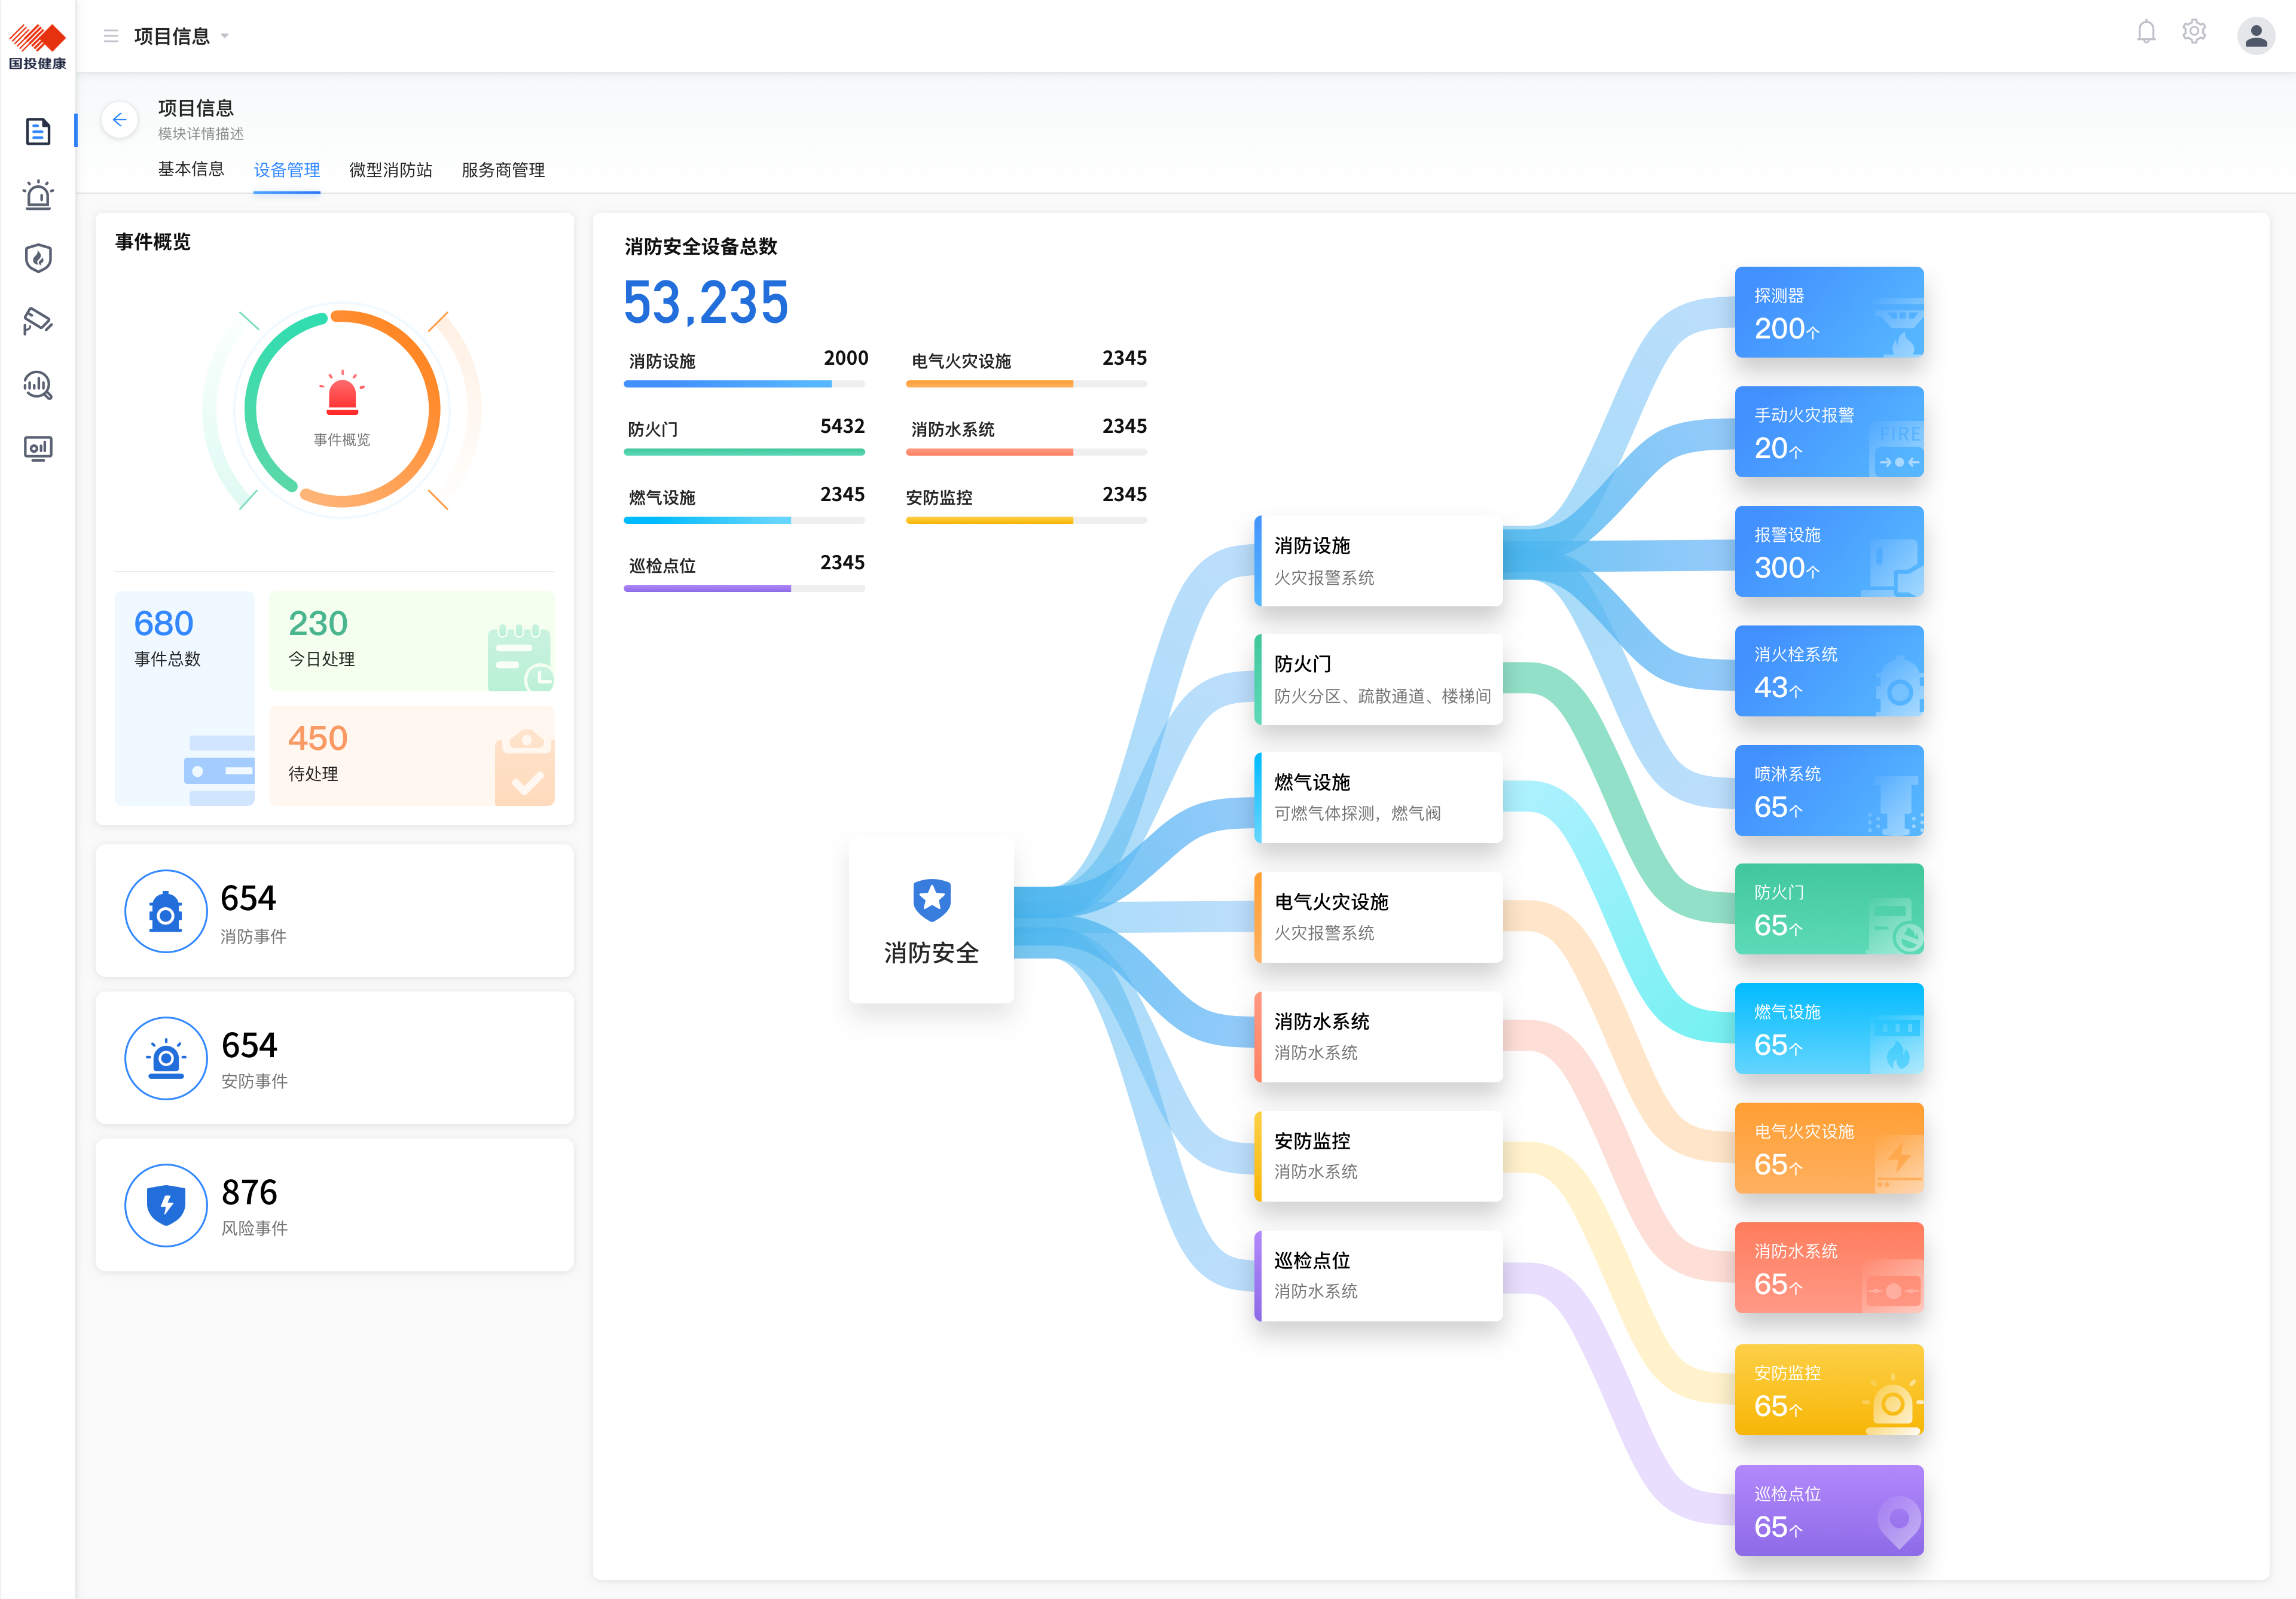 国投健康
项目信息
项目信息
模块详情描述
基本信息 设备管理 微型消防站 服务商管理
事件概览
事件概览
680
事件总数
230
今日处理
450
待处理
654
消防事件
654
安防事件
876
风险事件
消防安全设备总数
53,235
消防设施 2000
电气火灾设施 2345
防火门 5432
消防水系统 2345
燃气设施 2345
安防监控 2345
巡检点位 2345
消防安全
消防设施
火灾报警系统
防火门
防火分区、疏散通道、楼梯间
燃气设施
可燃气体探测，燃气阀
电气火灾设施
火灾报警系统
消防水系统
消防水系统
安防监控
消防水系统
巡检点位
消防水系统
探测器
200个
手动火灾报警
20个
FIRE
报警设施
300个
消火栓系统
43个
喷淋系统
65个
防火门
65个
燃气设施
65个
电气火灾设施
65个
消防水系统
65个
安防监控
65个
巡检点位
65个